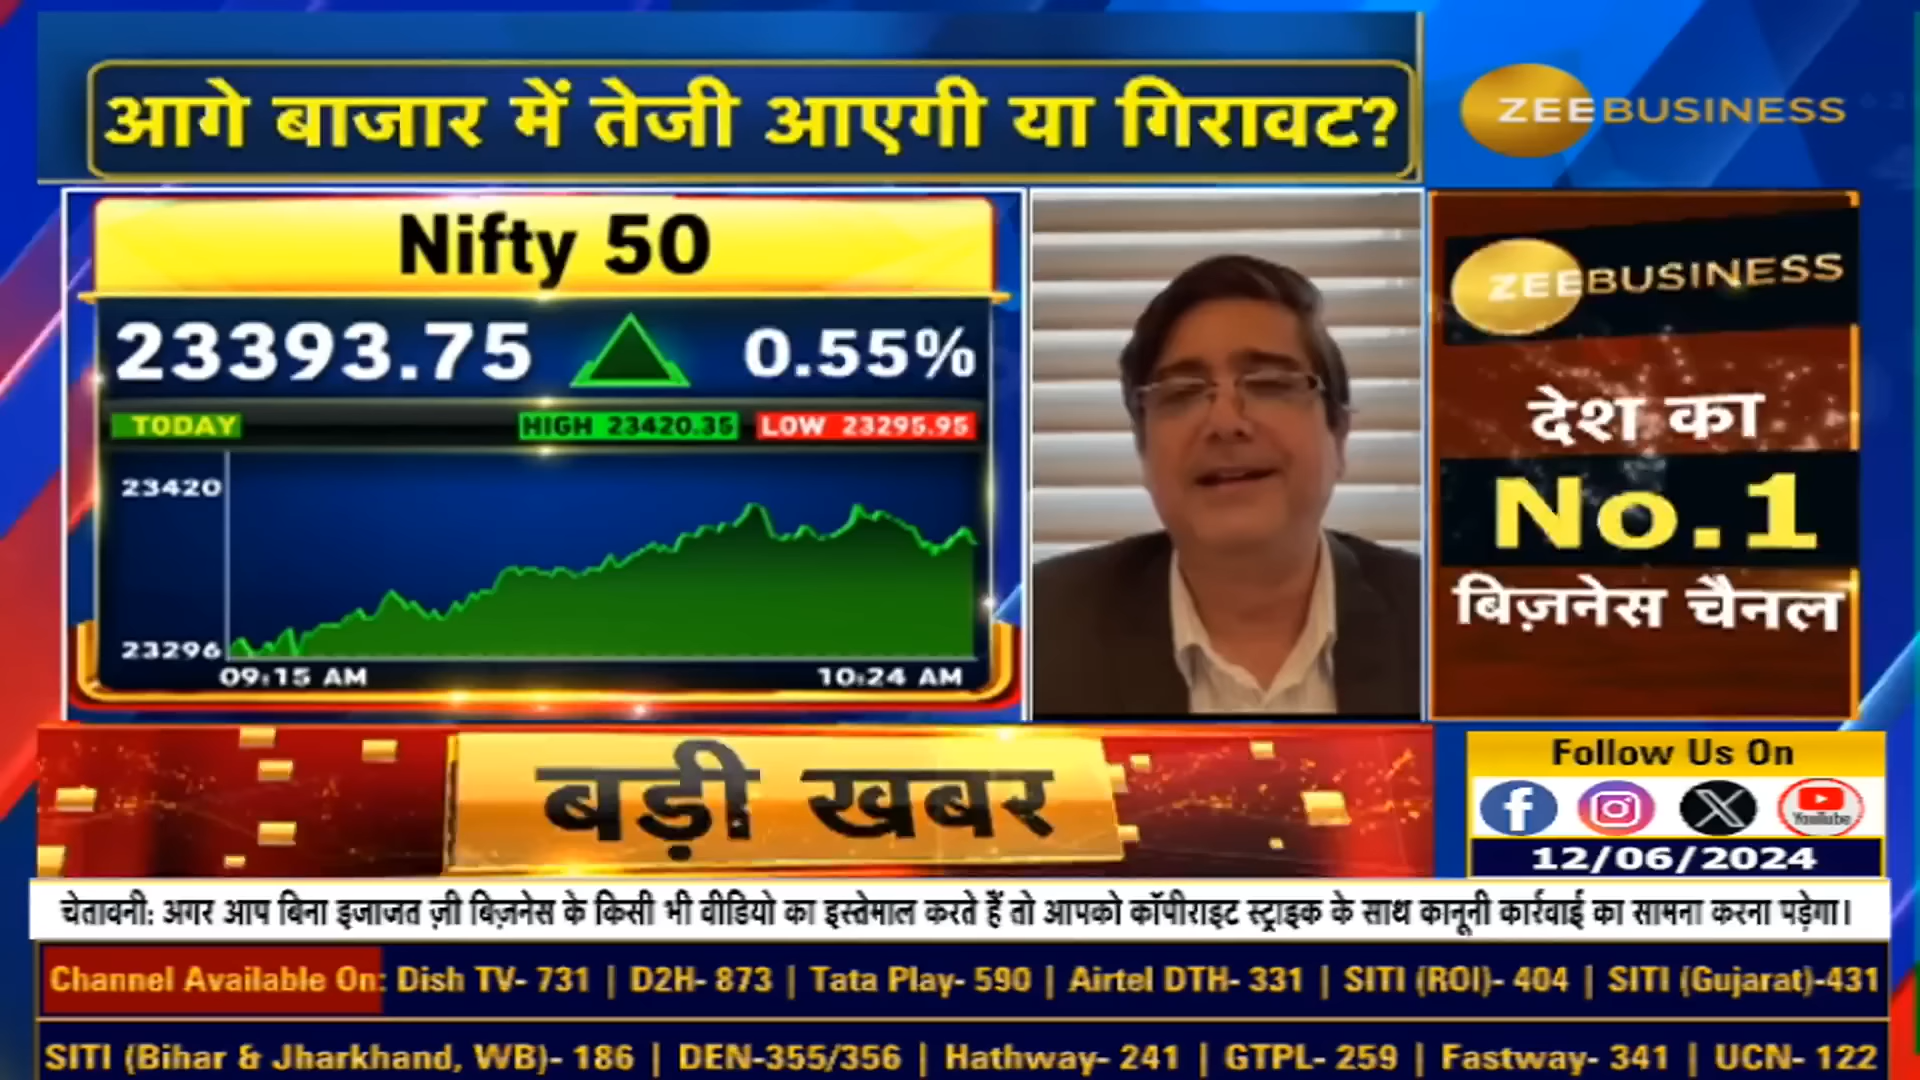 आगे बाजार में तेजी आएगी या गिरावट?
ZEEBUSINESS
Nifty 50
23393.75 0.55%
TODAY HIGH 23420.35 LOW 23295.95
23420
23296
09:15 AM 10:24 AM
ZEEBUSINESS
देश का
No.1
बिज़नेस चैनल
बड़ी खबर
Follow Us On
YouTube
12/06/2024
चेतावनी: अगर आप बिना इजाजत ज़ी बिज़नेस के किसी भी वीडियो का इस्तेमाल करते हैं तो आपको कॉपीराइट स्ट्राइक के साथ कानूनी कार्रवाई का सामना करना पड़ेगा।
Channel Available On: Dish TV- 731 | D2H- 873 | Tata Play- 590 | Airtel DTH- 331 | SITI (ROI)- 404 | SITI (Gujarat)-431
SITI (Bihar & Jharkhand, WB)- 186 | DEN-355/356 | Hathway- 241 | GTPL- 259 | Fastway- 341 | UCN- 122